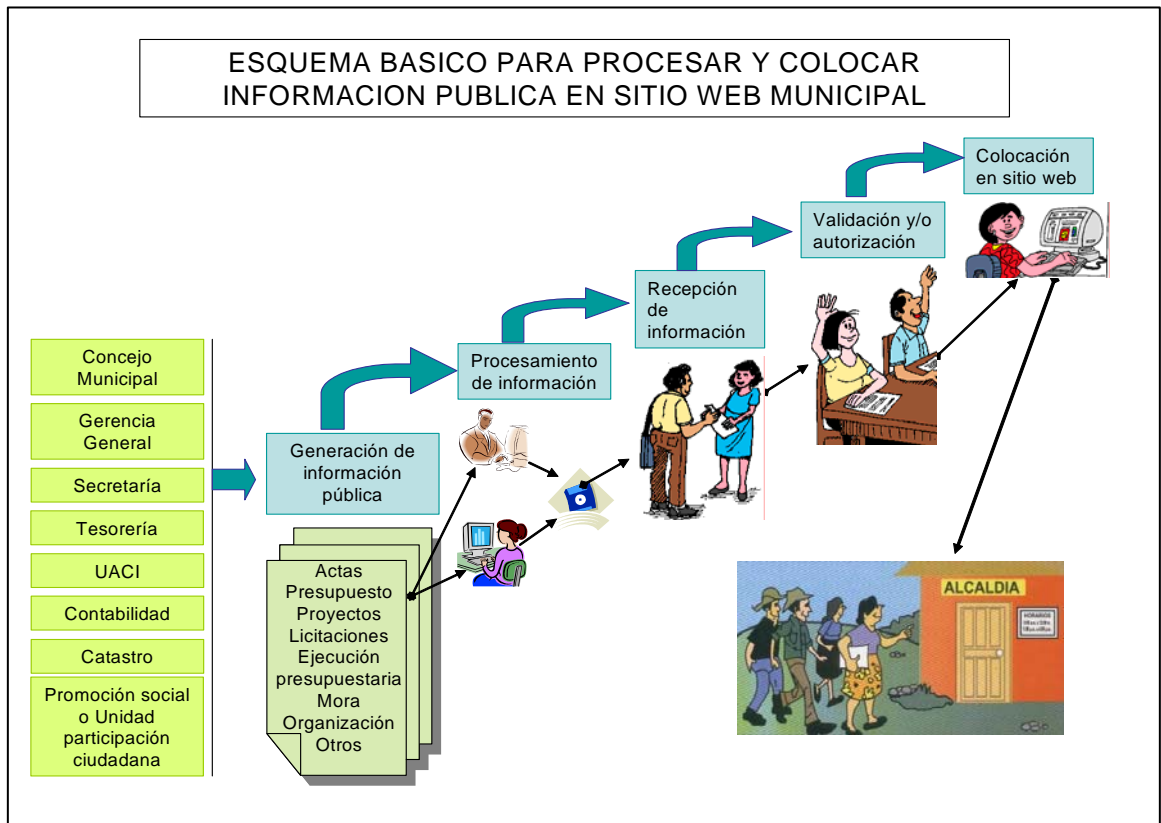 ESQUEMA BASICO PARA PROCESAR Y COLOCAR
INFORMACION PUBLICA EN SITIO WEB MUNICIPAL
Colocación
en sitio web
Validación y/o
autorización
Recepción
de
información
Procesamiento
de información
Generación de
información
pública
Concejo
Municipal
Gerencia
General
Secretaría
Tesorería
UACI
Contabilidad
Catastro
Promoción social
o Unidad
participación
ciudadana
Actas
Presupuesto
Proyectos
Licitaciones
Ejecución
presupuestaria
Mora
Organización
Otros
ALCALDIA
HORARIOS